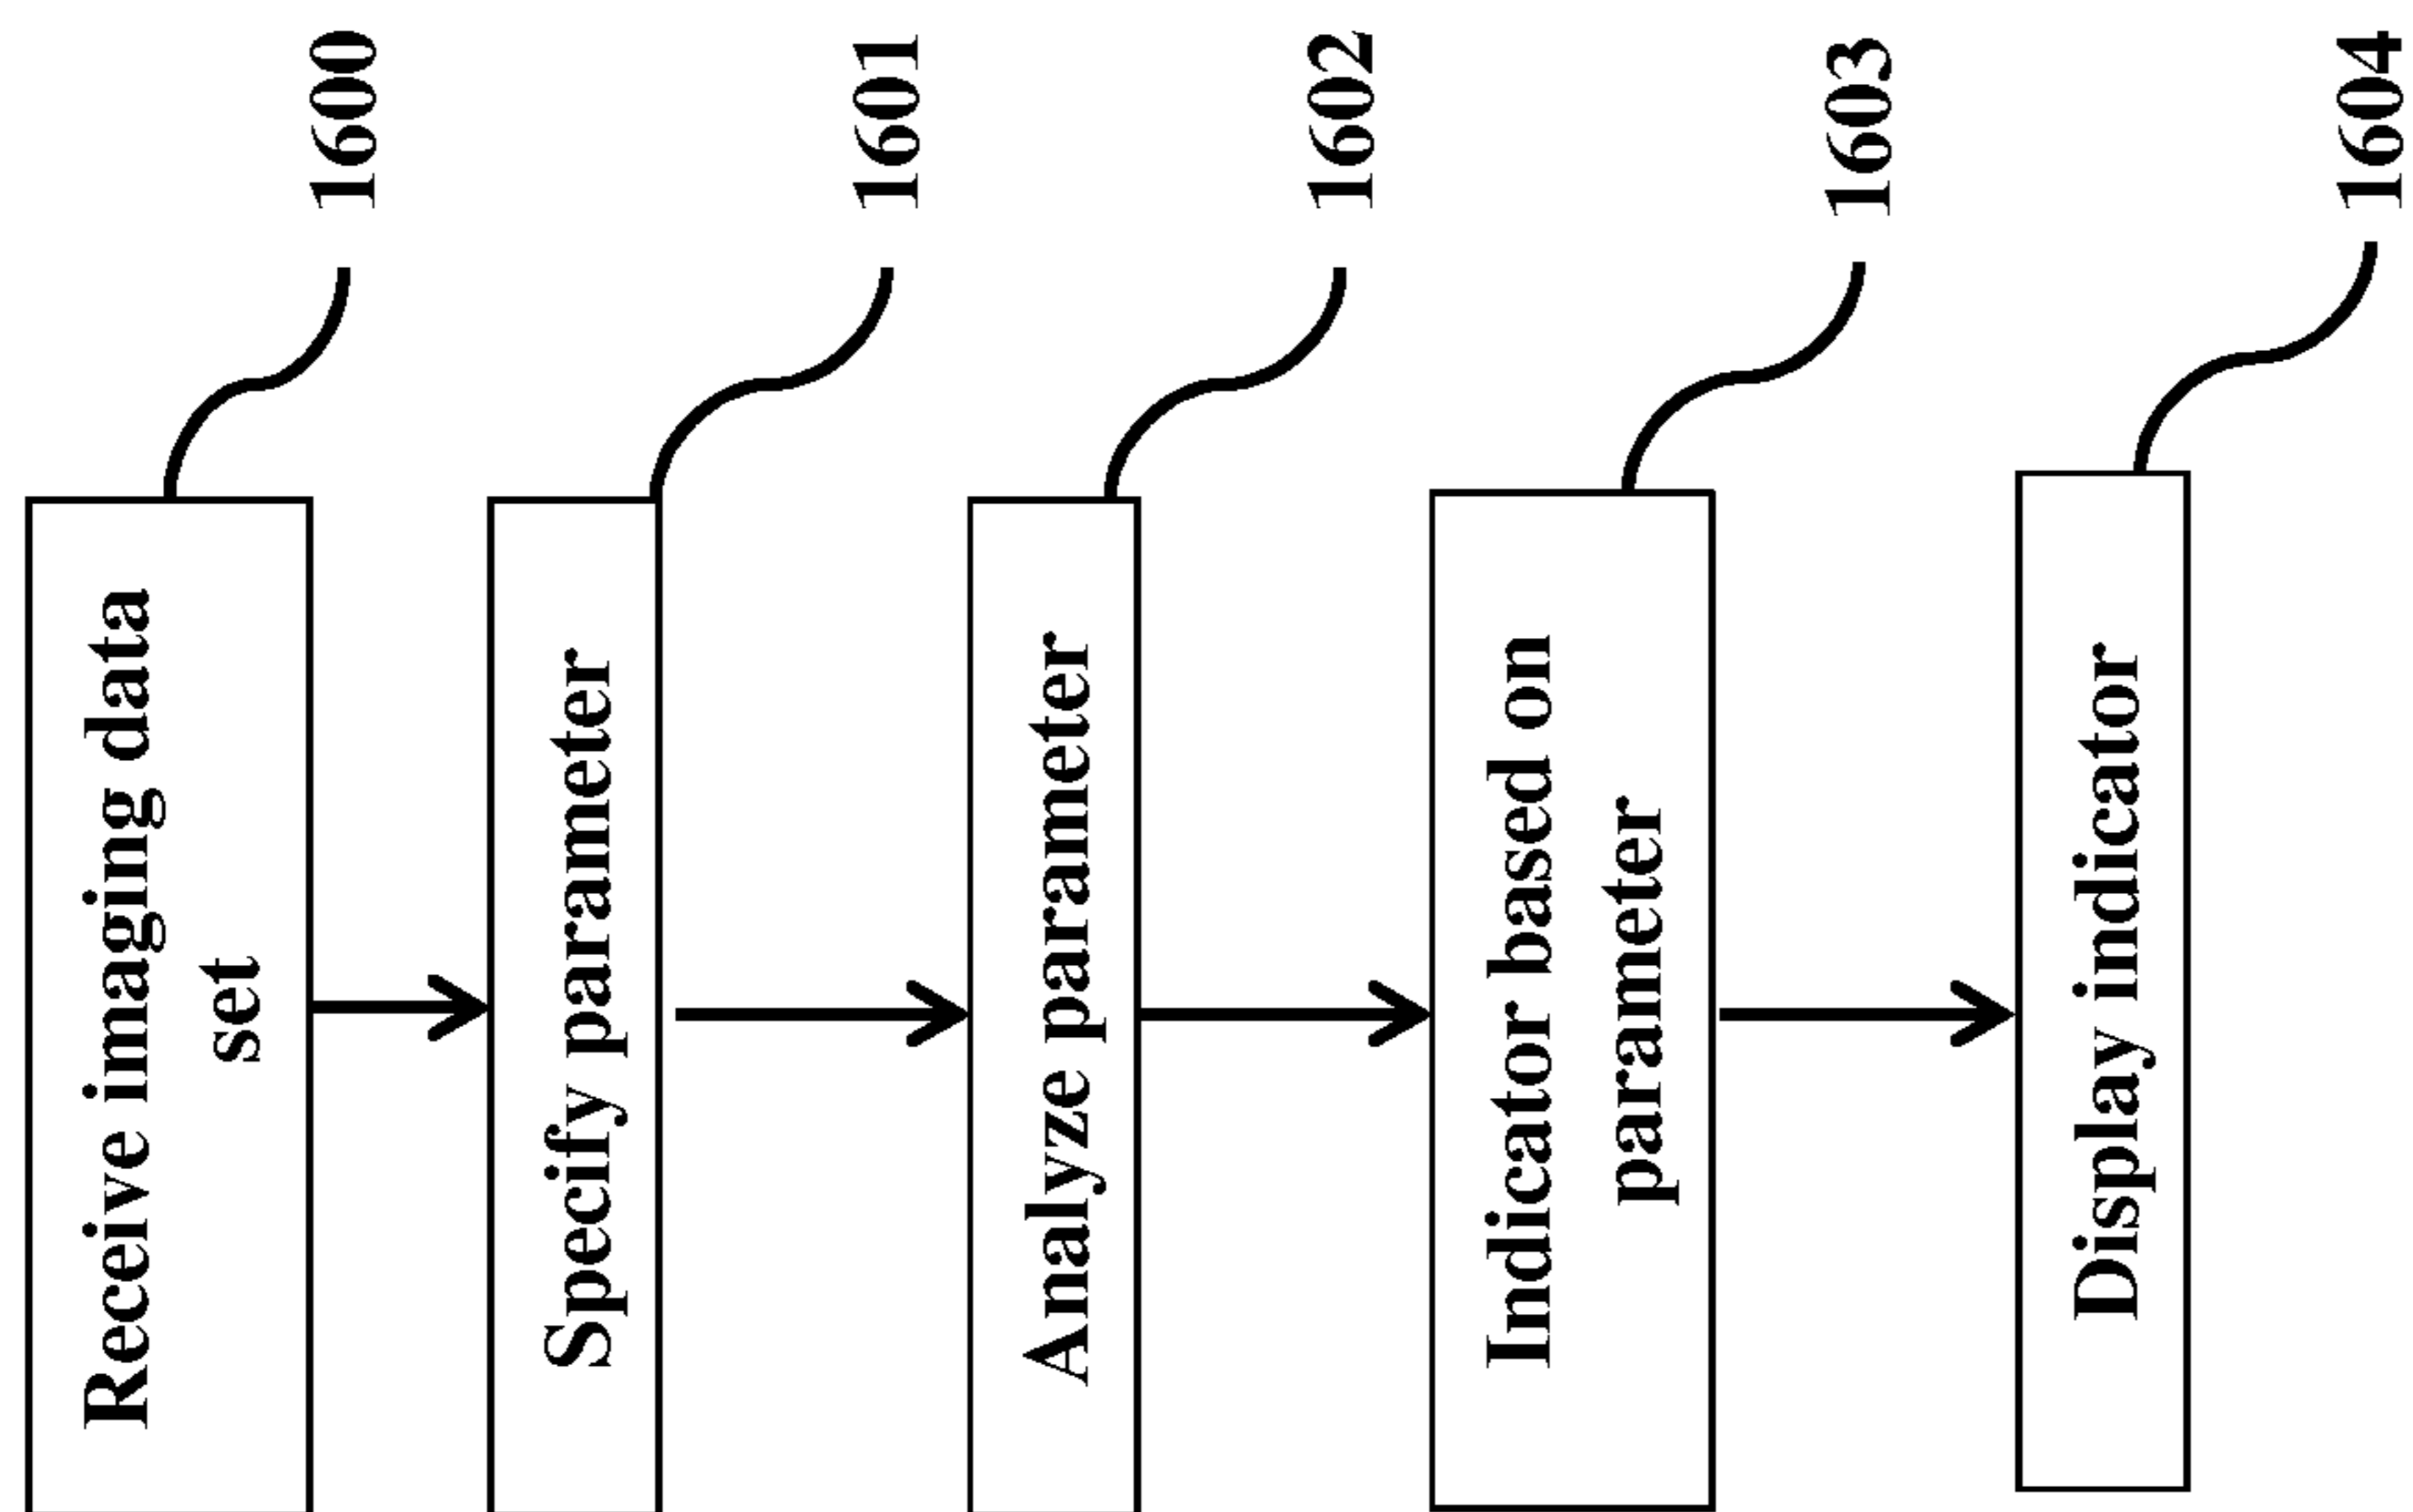 Receive imaging data
set
1600
Specify parameter
1601
Analyze parameter
1602
Indicator based on
parameter
1603
Display indicator
1604